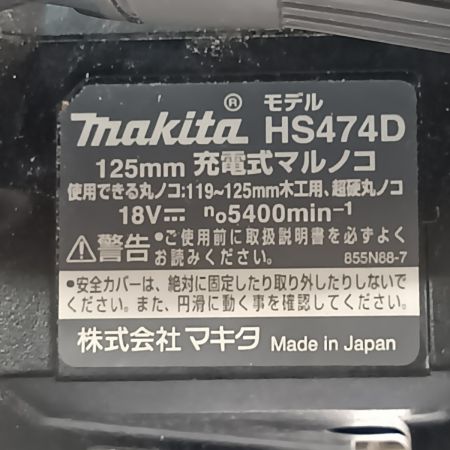 makita® モデル HS474D
125mm 充電式マルノコ
使用できる丸ノコ:119~125mm木工用、超硬丸ノコ
18V⎓ n₀5400min⁻¹
⚠警告 •ご使用前に取扱説明書を必ずよくお読みください。 855N88-7
•安全カバーは、絶対に固定したり取り外したりしないで
ください。また、円滑に動く事を確認してください。
株式会社マキタ Made in Japan